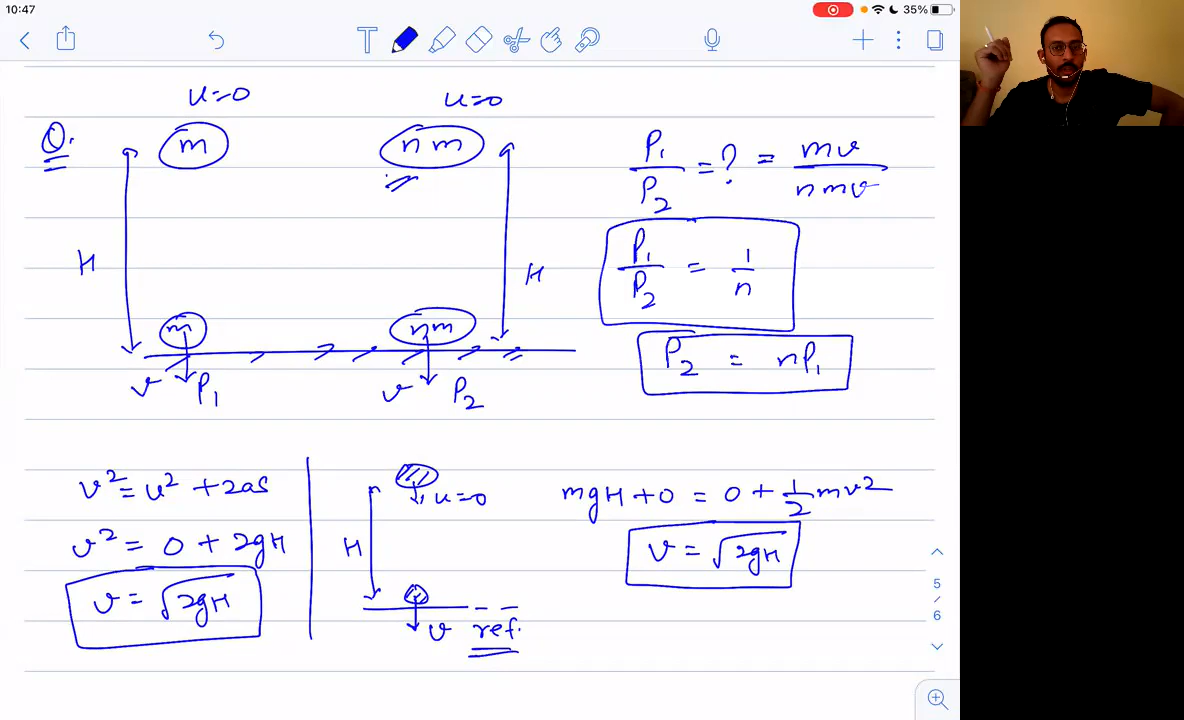 10:47
35%
T
u=0
u=0
Q.
m
n m
P₁/P₂ = ? = mv/nmv
H
H
P₁/P₂ = 1/n
m
nm
P₂ = nP₁
v P₁
v P₂
v² = u² + 2as
u=0
mgH + 0 = 0 + 1/2 mv²
v² = 0 + 2gH
H
v = √2gH
v = √2gH
v ref.
5
/
6